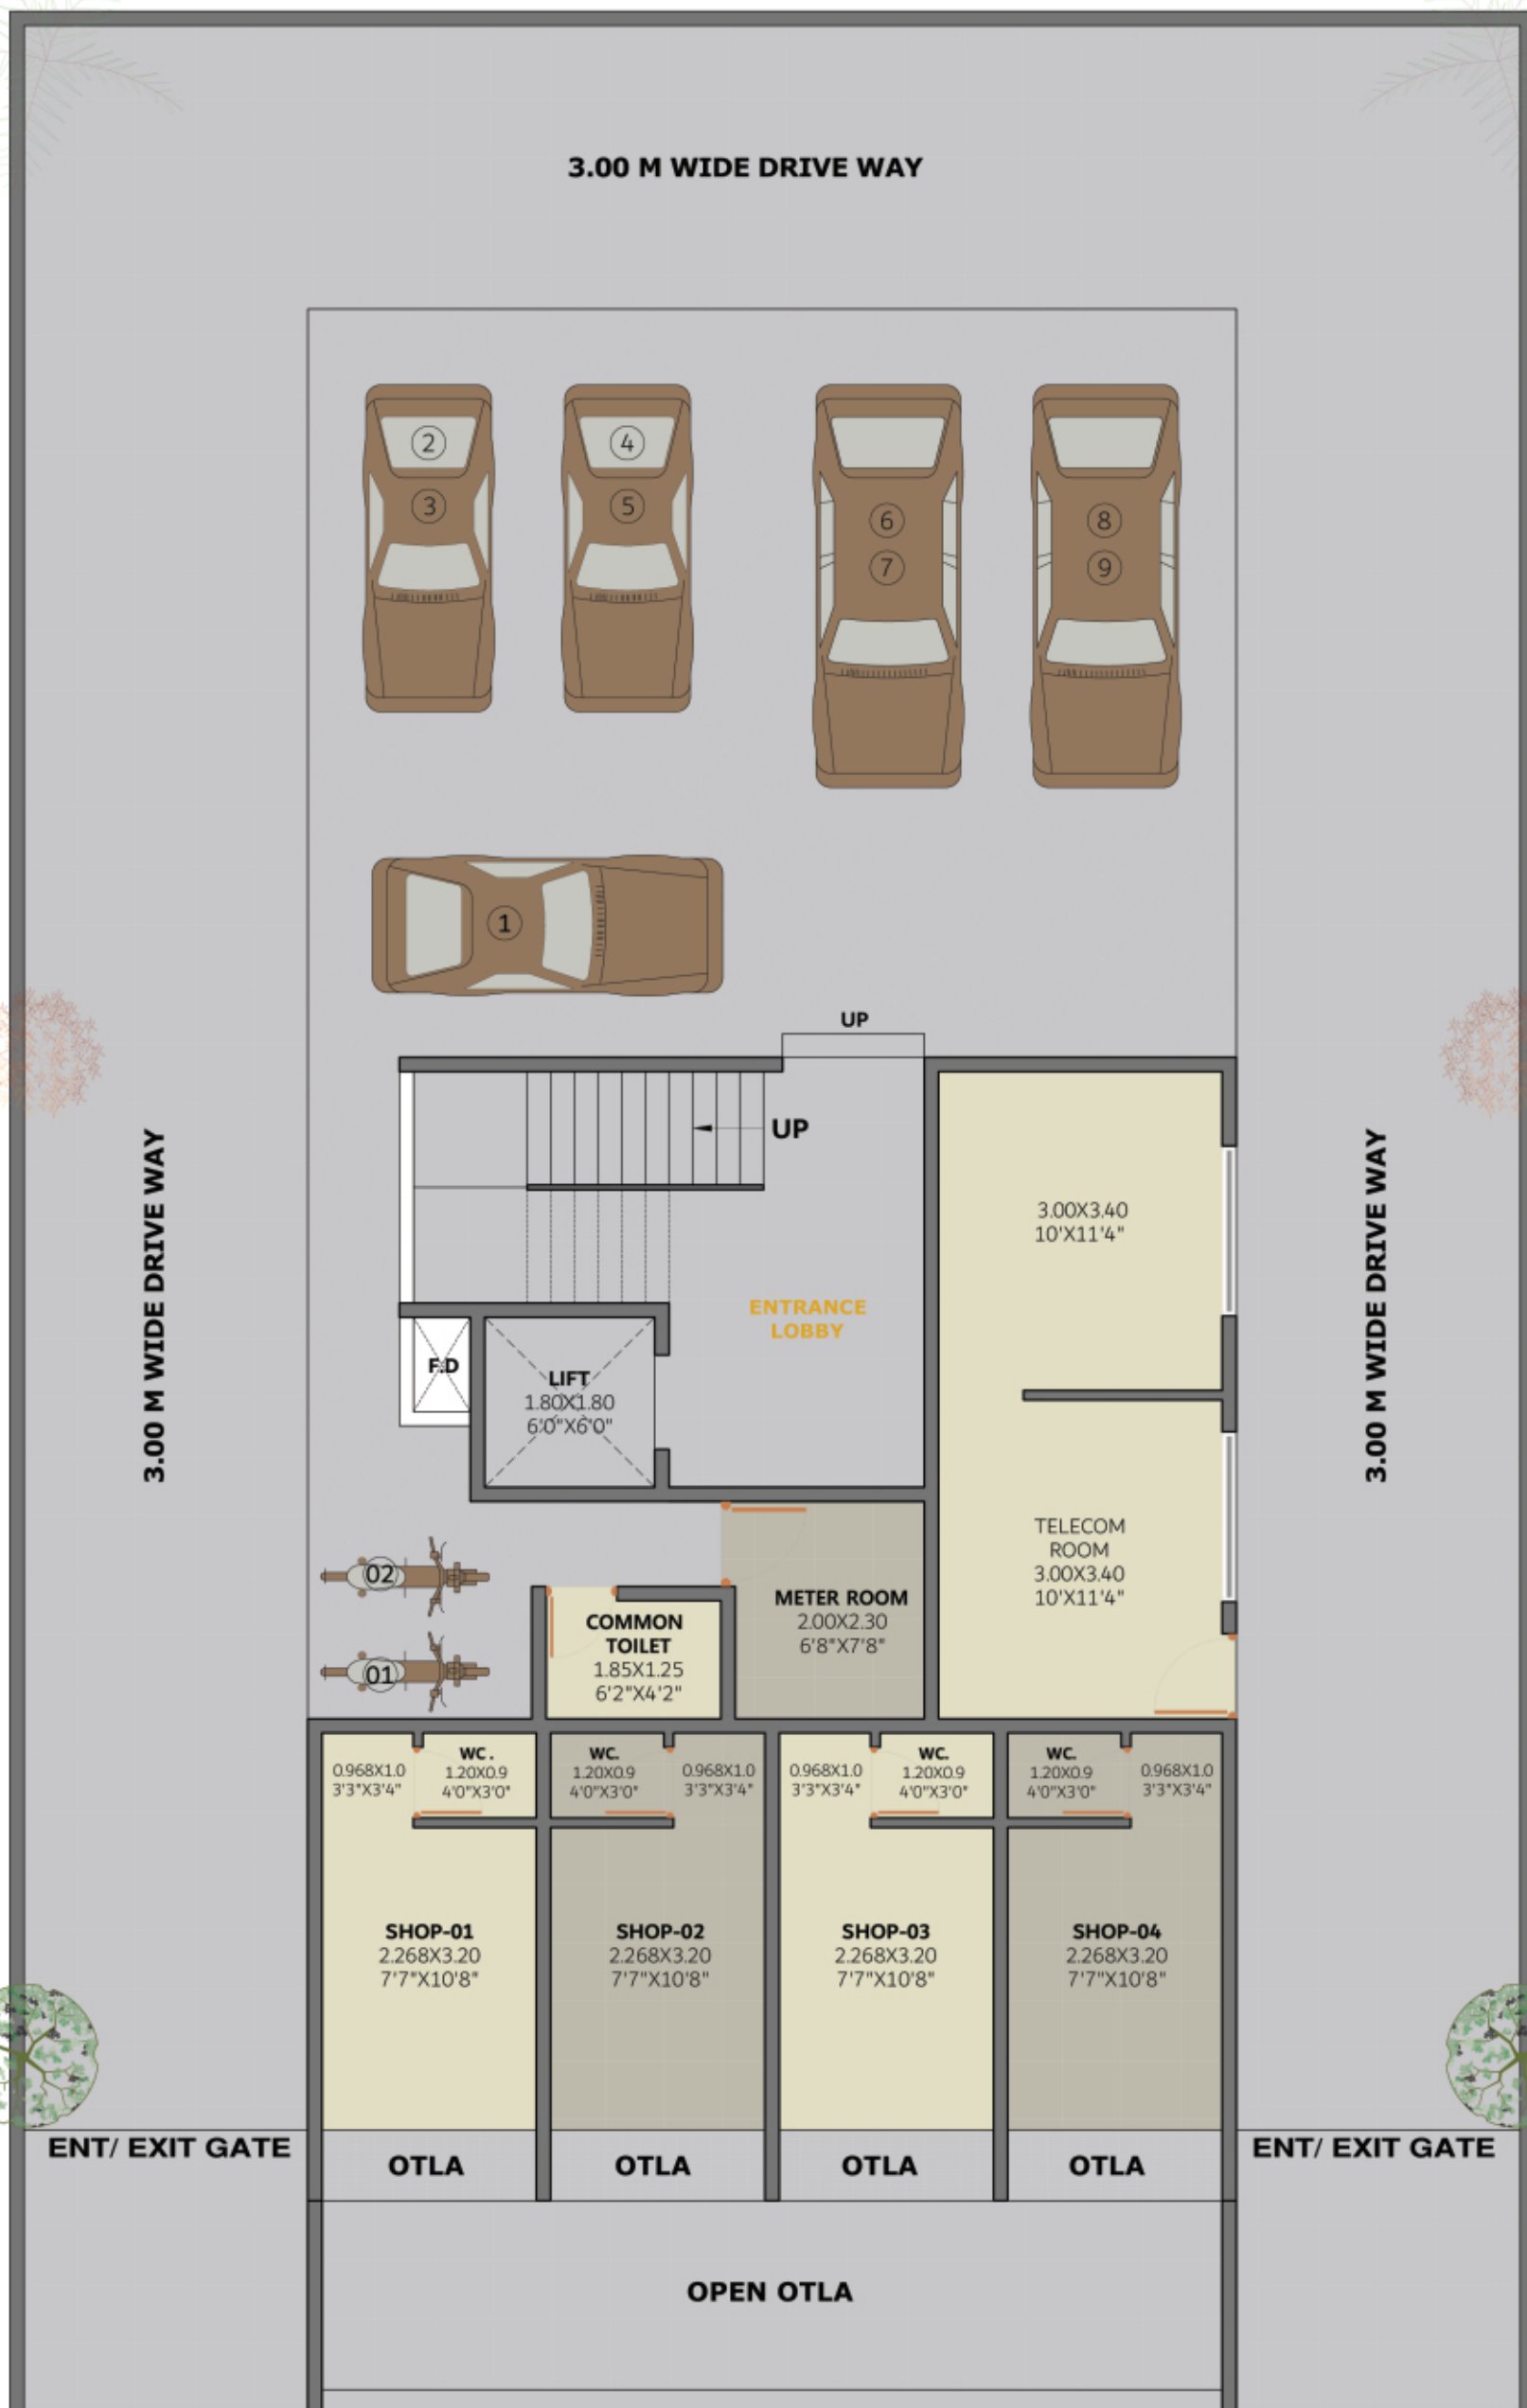 3.00 M WIDE DRIVE WAY
2
4
3
5
6
8
7
9
1
UP
UP
3.00 M WIDE DRIVE WAY
3.00 M WIDE DRIVE WAY
3.00X3.40
10'X11'4"
ENTRANCE
LOBBY
F.D
LIFT
1.80X1.80
6'0"X6'0"
TELECOM
ROOM
3.00X3.40
10'X11'4"
02
01
METER ROOM
2.00X2.30
6'8"X7'8"
COMMON
TOILET
1.85X1.25
6'2"X4'2"
0.968X1.0
3'3"X3'4"
WC .
1.20X0.9
4'0"X3'0"
WC.
1.20X0.9
4'0"X3'0"
0.968X1.0
3'3"X3'4"
0.968X1.0
3'3"X3'4"
WC.
1.20X0.9
4'0"X3'0"
WC.
1.20X0.9
4'0"X3'0"
0.968X1.0
3'3"X3'4"
SHOP-01
2.268X3.20
7'7"X10'8"
SHOP-02
2.268X3.20
7'7"X10'8"
SHOP-03
2.268X3.20
7'7"X10'8"
SHOP-04
2.268X3.20
7'7"X10'8"
ENT/ EXIT GATE
OTLA
OTLA
OTLA
OTLA
ENT/ EXIT GATE
OPEN OTLA